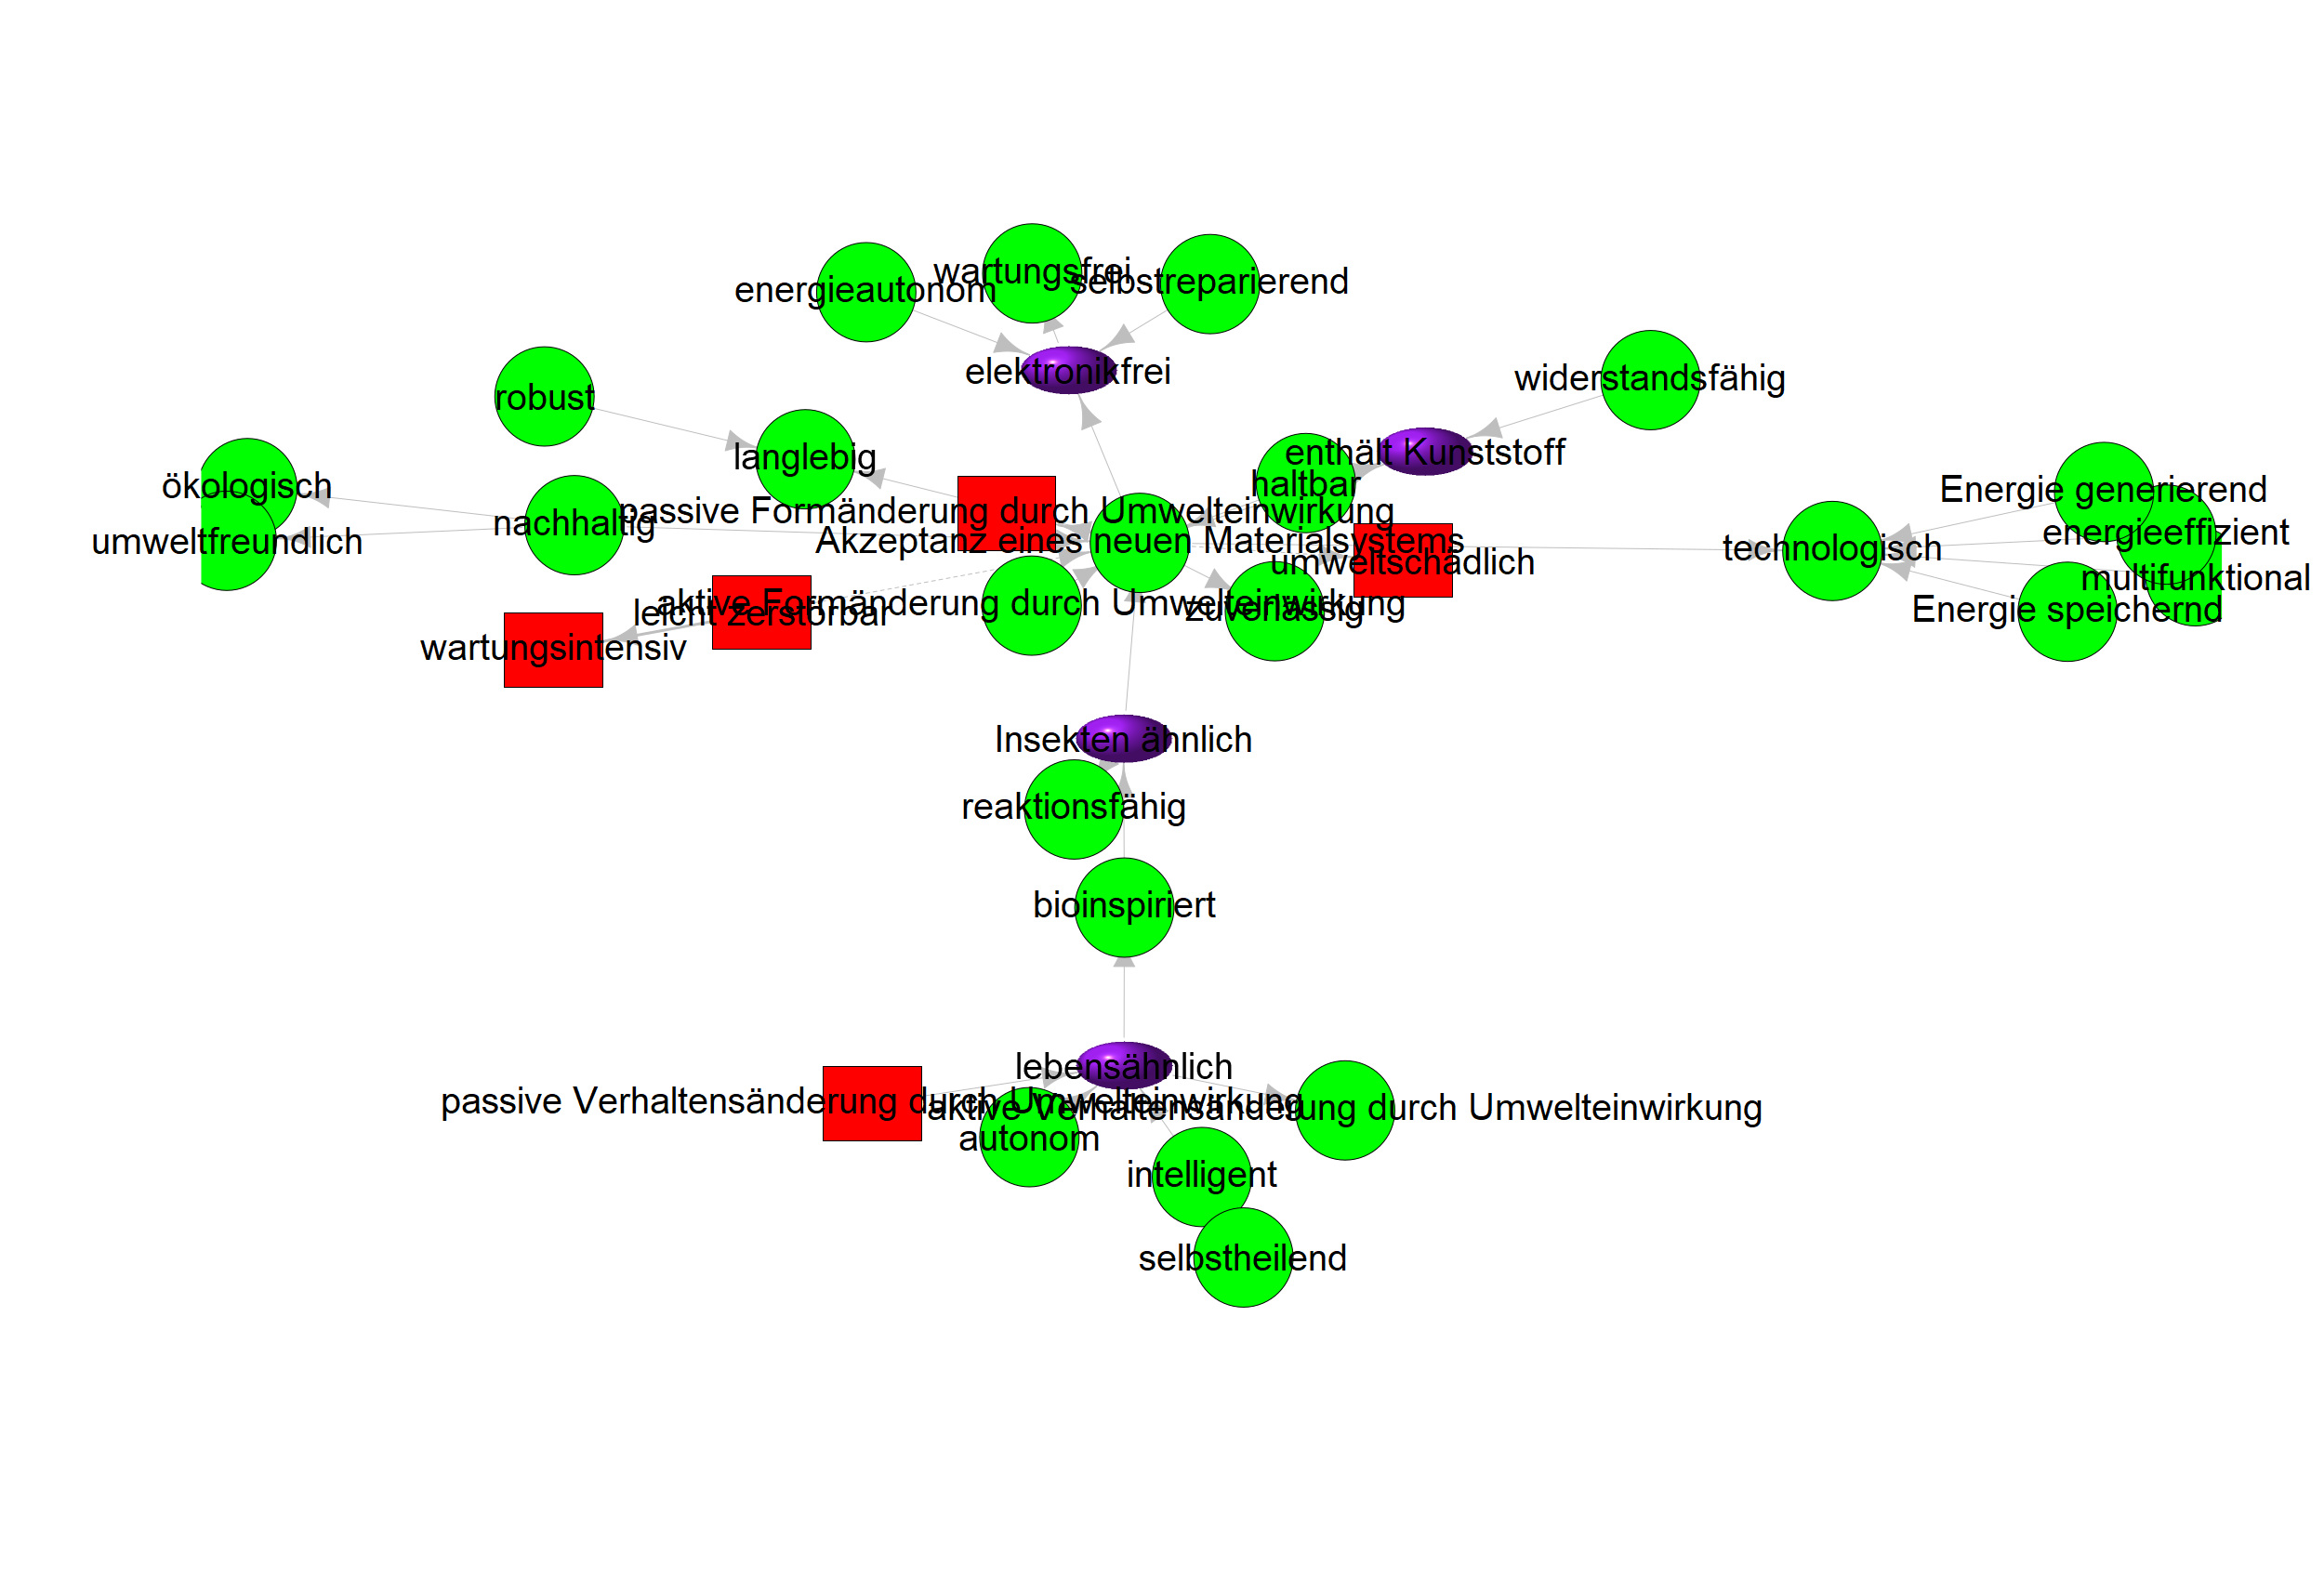 wartungsfrei
selbstreparierend
energieautonom
elektronikfrei
widerstandsfähig
robust
enthält Kunststoff
langlebig
haltbar
ökologisch
Energie generierend
passive Formänderung durch Umwelteinwirkung
nachhaltig
energieeffizient
umweltfreundlich
Akzeptanz eines neuen Materialsystems
technologisch
umweltschädlich
multifunktional
aktive Formänderung durch Umwelteinwirkung
leicht zerstörbar
zuverlässig
Energie speichernd
wartungsintensiv
Insekten ähnlich
reaktionsfähig
bioinspiriert
lebensähnlich
passive Verhaltensänderung durch Umwelteinwirkung
aktive Verhaltensänderung durch Umwelteinwirkung
autonom
intelligent
selbstheilend